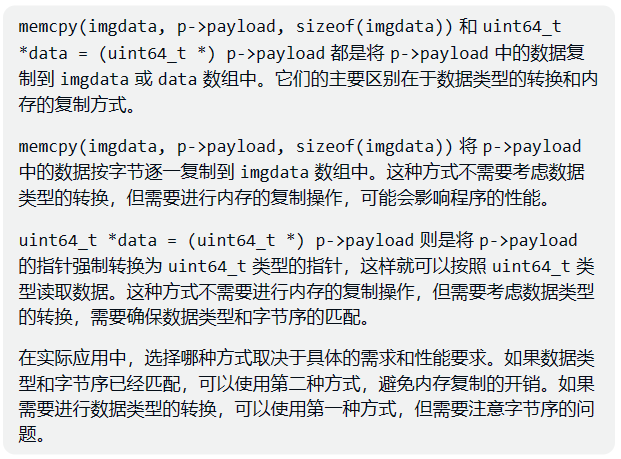 memcpy(imgdata, p->payload, sizeof(imgdata)) 和 uint64_t
*data = (uint64_t *) p->payload 都是将 p->payload 中的数据复
制到 imgdata 或 data 数组中。它们的主要区别在于数据类型的转换和内
存的复制方式。
memcpy(imgdata, p->payload, sizeof(imgdata)) 将 p->payload
中的数据按字节逐一复制到 imgdata 数组中。这种方式不需要考虑数据
类型的转换，但需要进行内存的复制操作，可能会影响程序的性能。
uint64_t *data = (uint64_t *) p->payload 则是将 p->payload
的指针强制转换为 uint64_t 类型的指针，这样就可以按照 uint64_t 类
型读取数据。这种方式不需要进行内存的复制操作，但需要考虑数据类型
的转换，需要确保数据类型和字节序的匹配。
在实际应用中，选择哪种方式取决于具体的需求和性能要求。如果数据类
型和字节序已经匹配，可以使用第二种方式，避免内存复制的开销。如果
需要进行数据类型的转换，可以使用第一种方式，但需要注意字节序的问
题。